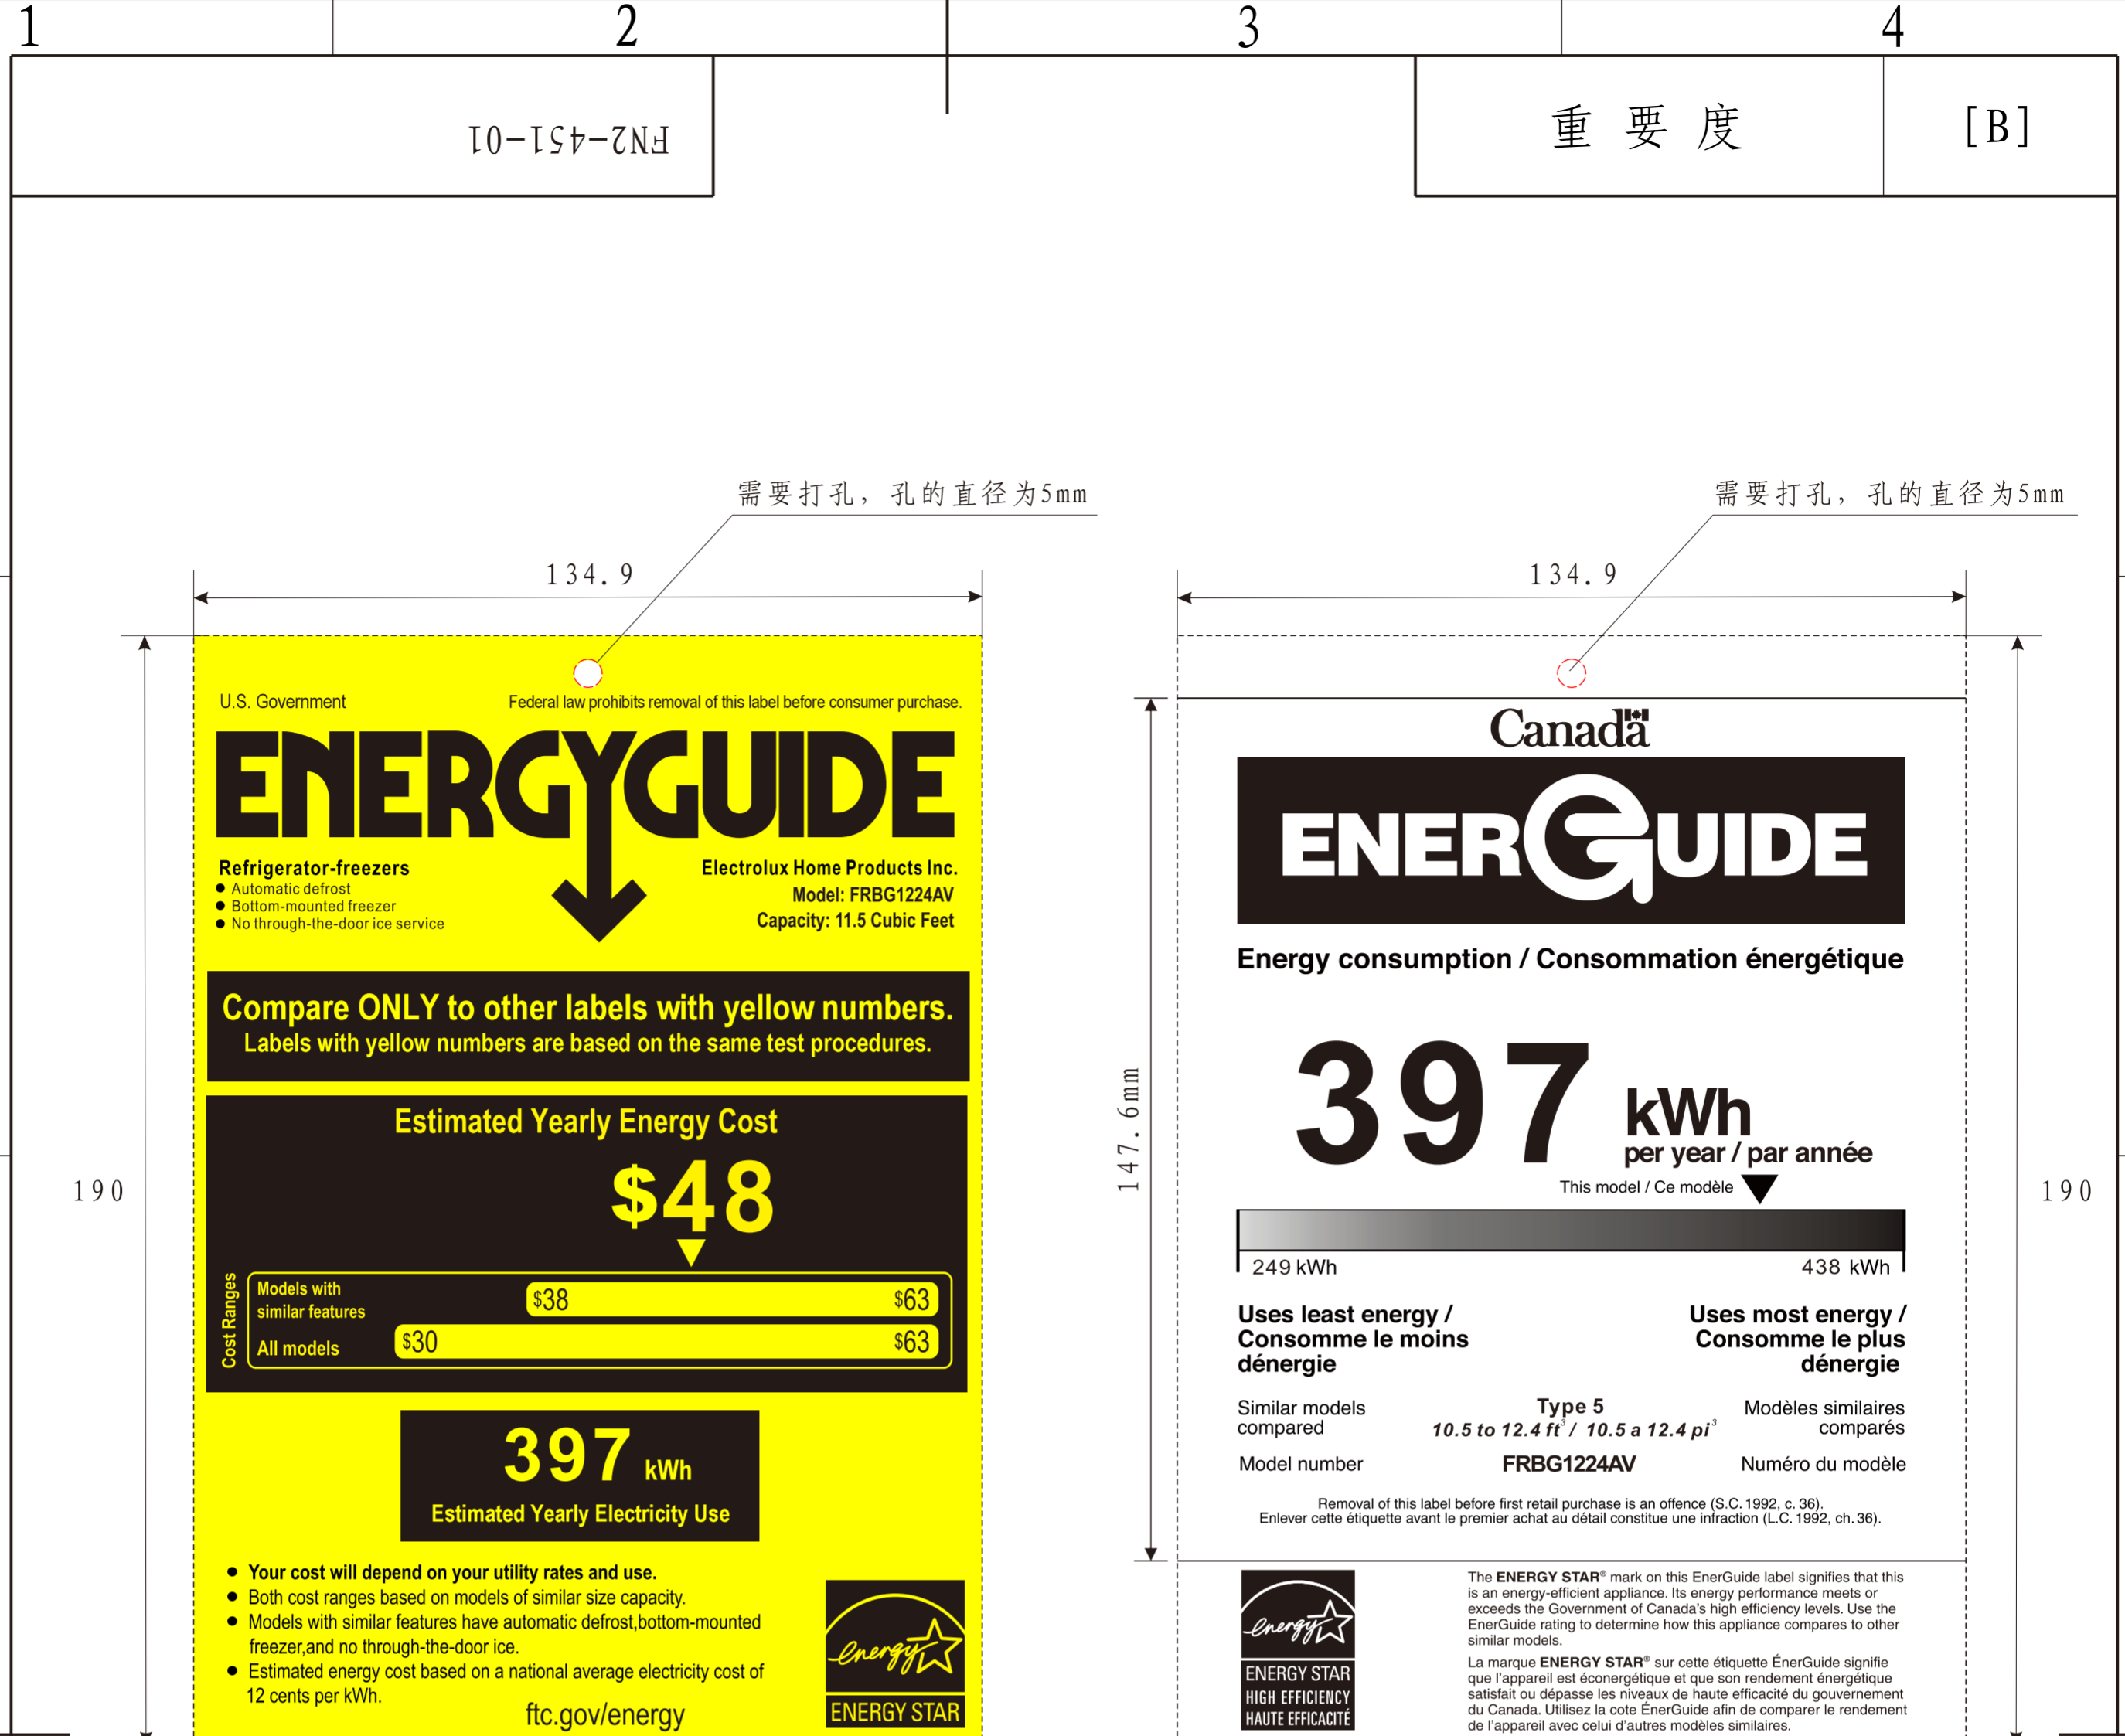 1
2
3
4
FN2-451-01
重要度
[B]
需要打孔，孔的直径为5mm
134.9
190
U.S. Government
Federal law prohibits removal of this label before consumer purchase.
ENERGYGUIDE
Refrigerator-freezers
● Automatic defrost
● Bottom-mounted freezer
● No through-the-door ice service
Electrolux Home Products Inc.
Model: FRBG1224AV
Capacity: 11.5 Cubic Feet
Compare ONLY to other labels with yellow numbers.
Labels with yellow numbers are based on the same test procedures.
Estimated Yearly Energy Cost
$48
Cost Ranges
Models with
similar features
$38
$63
All models
$30
$63
397 kWh
Estimated Yearly Electricity Use
● Your cost will depend on your utility rates and use.
● Both cost ranges based on models of similar size capacity.
● Models with similar features have automatic defrost,bottom-mounted
freezer,and no through-the-door ice.
● Estimated energy cost based on a national average electricity cost of
12 cents per kWh.
ftc.gov/energy
energy
ENERGY STAR
需要打孔，孔的直径为5mm
134.9
147.6mm
190
Canada
ENERGUIDE
Energy consumption / Consommation énergétique
397 kWh
per year / par année
This model / Ce modèle
249 kWh
438 kWh
Uses least energy /
Consomme le moins
dénergie
Uses most energy /
Consomme le plus
dénergie
Similar models
compared
Type 5
10.5 to 12.4 ft³ / 10.5 a 12.4 pi³
Modèles similaires
comparés
Model number
FRBG1224AV
Numéro du modèle
Removal of this label before first retail purchase is an offence (S.C. 1992, c. 36).
Enlever cette étiquette avant le premier achat au détail constitue une infraction (L.C. 1992, ch. 36).
energy
ENERGY STAR
HIGH EFFICIENCY
HAUTE EFFICACITÉ
The ENERGY STAR® mark on this EnerGuide label signifies that this
is an energy-efficient appliance. Its energy performance meets or
exceeds the Government of Canada's high efficiency levels. Use the
EnerGuide rating to determine how this appliance compares to other
similar models.
La marque ENERGY STAR® sur cette étiquette ÉnerGuide signifie
que l'appareil est éconergétique et que son rendement énergétique
satisfait ou dépasse les niveaux de haute efficacité du gouvernement
du Canada. Utilisez la cote ÉnerGuide afin de comparer le rendement
de l'appareil avec celui d'autres modèles similaires.